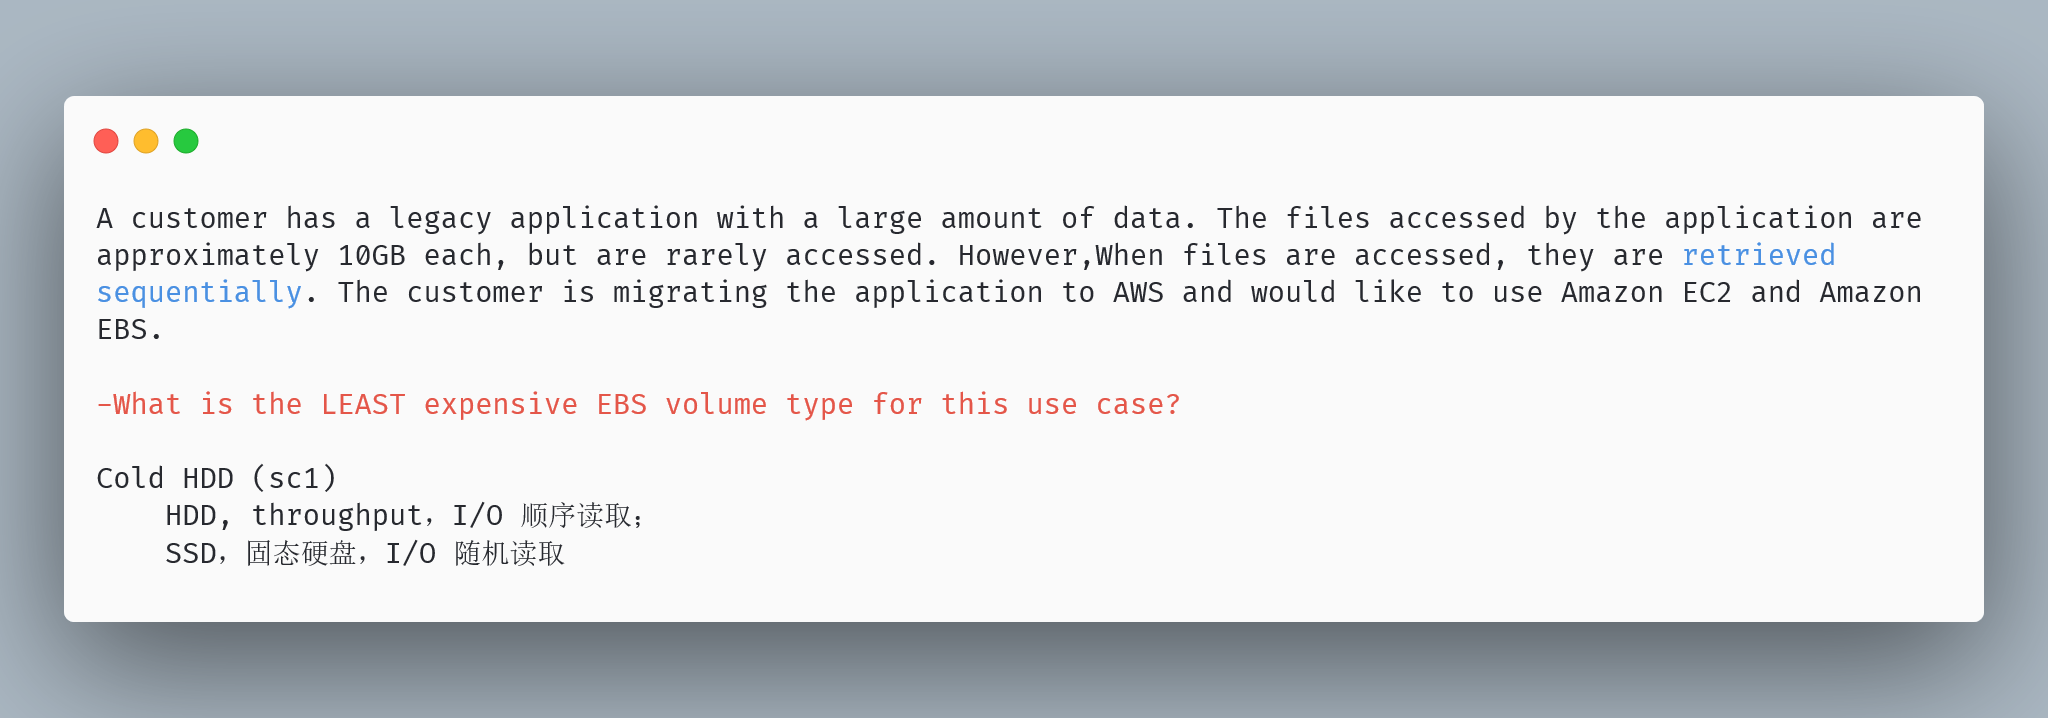 A customer has a legacy application with a large amount of data. The files accessed by the application are
approximately 10GB each, but are rarely accessed. However,When files are accessed, they are retrieved
sequentially. The customer is migrating the application to AWS and would like to use Amazon EC2 and Amazon
EBS.
-What is the LEAST expensive EBS volume type for this use case?
Cold HDD (sc1)
HDD, throughput，I/O 顺序读取；
SSD，固态硬盘，I/O 随机读取